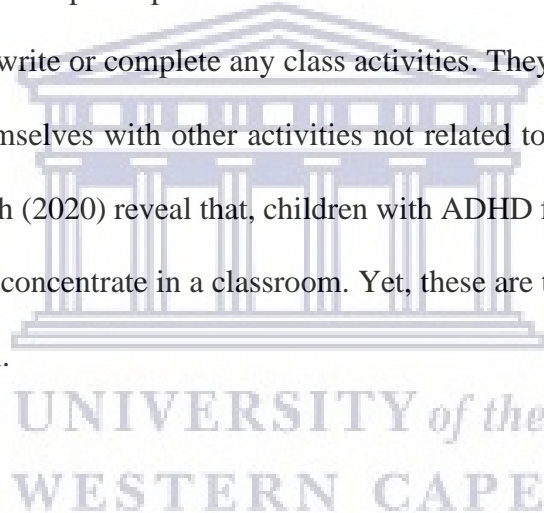 write or complete any class activities. They
mselves with other activities not related to
h (2020) reveal that, children with ADHD
concentrate in a classroom. Yet, these are
UNIVERSITY of the
WESTERN CAPE